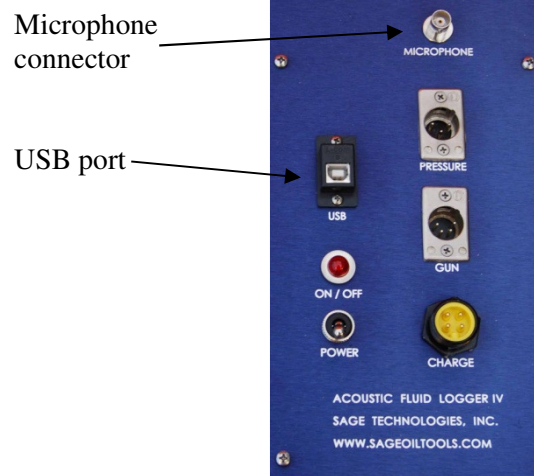 Microphone
connector
MICROPHONE
PRESSURE
USB port
USB
GUN
ON / OFF
POWER
CHARGE
ACOUSTIC FLUID LOGGER IV
SAGE TECHNOLOGIES, INC.
WWW.SAGEOILTOOLS.COM